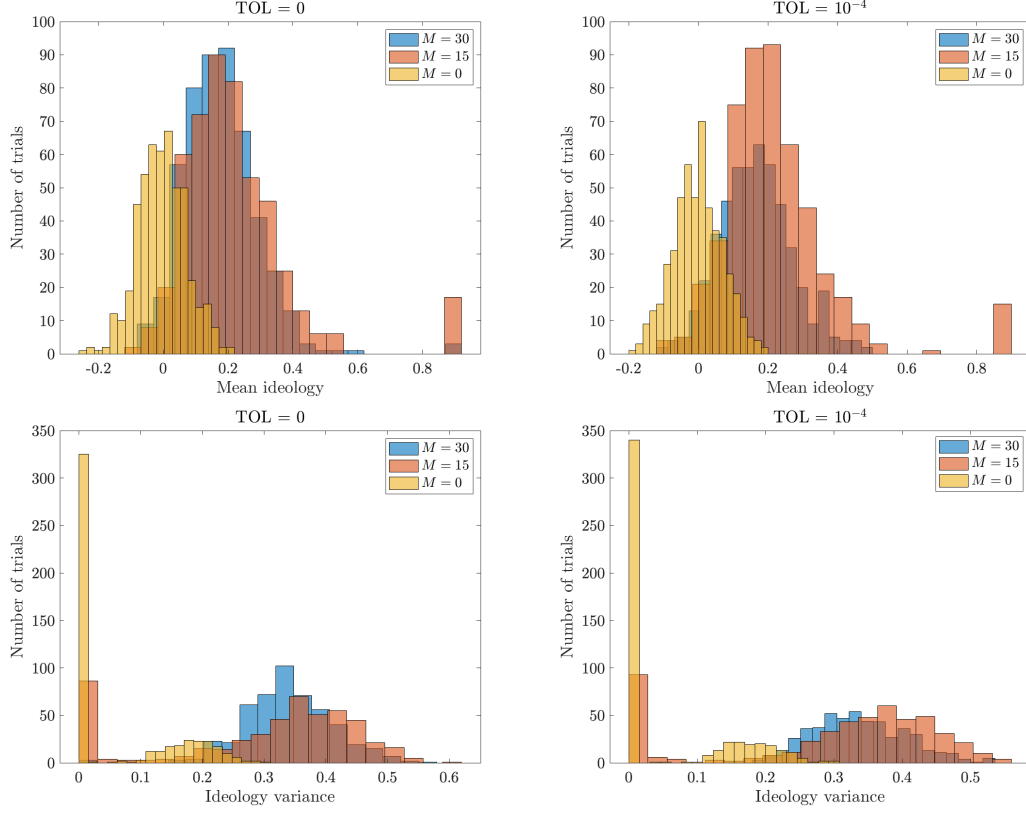 TOL = 0
M = 30
M = 15
M = 0
Number of trials
100
90
80
70
60
50
40
30
20
10
0
-0.2 0 0.2 0.4 0.6 0.8
Mean ideology
TOL = 10⁻⁴
M = 30
M = 15
M = 0
Number of trials
100
90
80
70
60
50
40
30
20
10
0
-0.2 0 0.2 0.4 0.6 0.8
Mean ideology
TOL = 0
M = 30
M = 15
M = 0
Number of trials
350
300
250
200
150
100
50
0
0 0.1 0.2 0.3 0.4 0.5 0.6
Ideology variance
TOL = 10⁻⁴
M = 30
M = 15
M = 0
Number of trials
350
300
250
200
150
100
50
0
0 0.1 0.2 0.3 0.4 0.5
Ideology variance